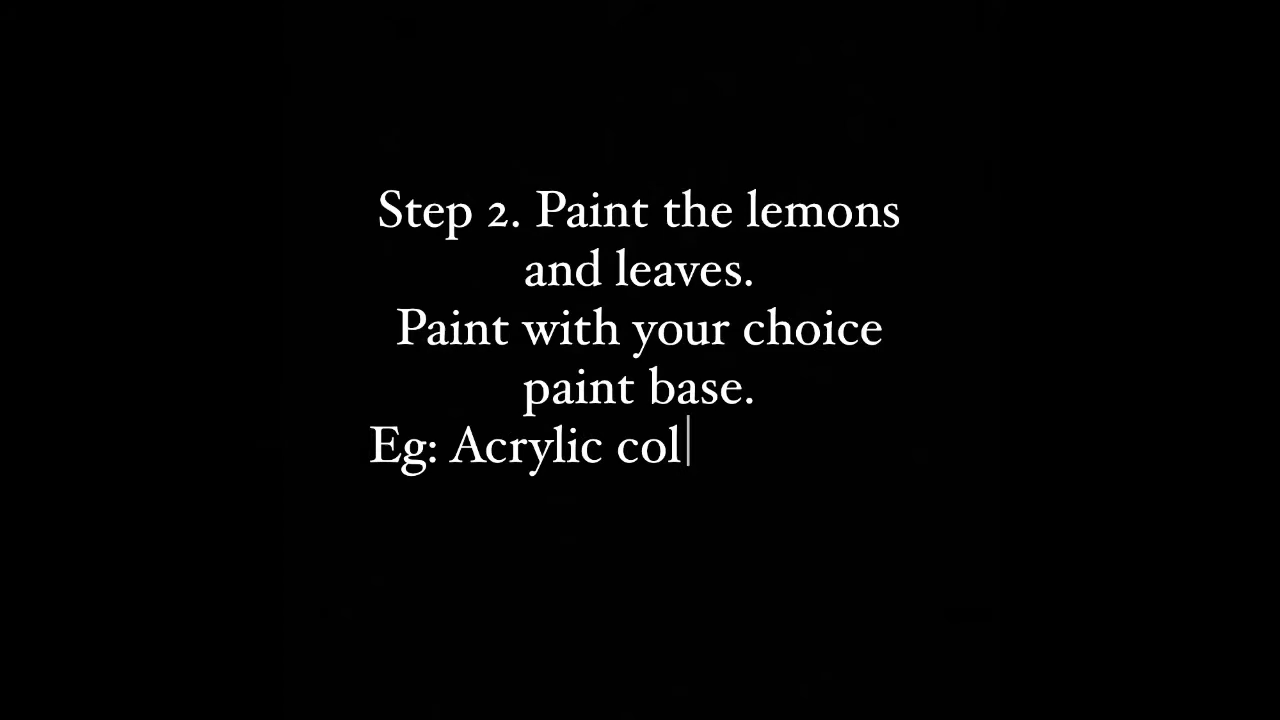 Step 2. Paint the lemons
and leaves.
Paint with your choice
paint base.
Eg: Acrylic col